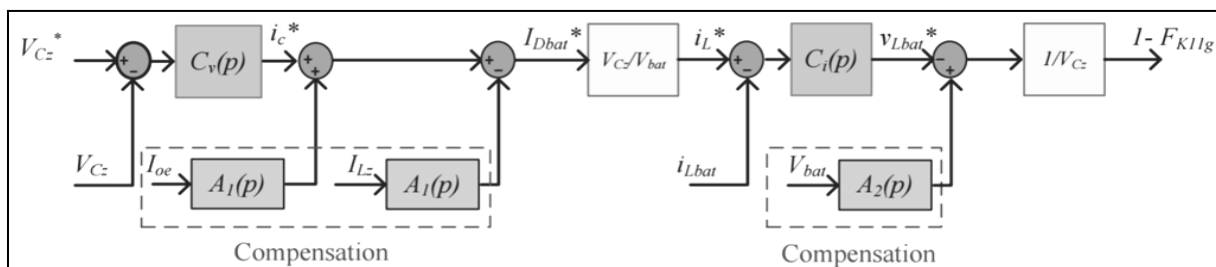 V_Cz*
+
−
C_v(p)
i_c*
+
+
+
−
I_Dbat*
V_Cz/V_bat
i_L*
+
−
C_i(p)
v_Lbat*
−
+
1/V_Cz
1- F_K11g
V_Cz
I_oe
A_1(p)
I_Lz
A_1(p)
i_Lbat
V_bat
A_2(p)
Compensation
Compensation